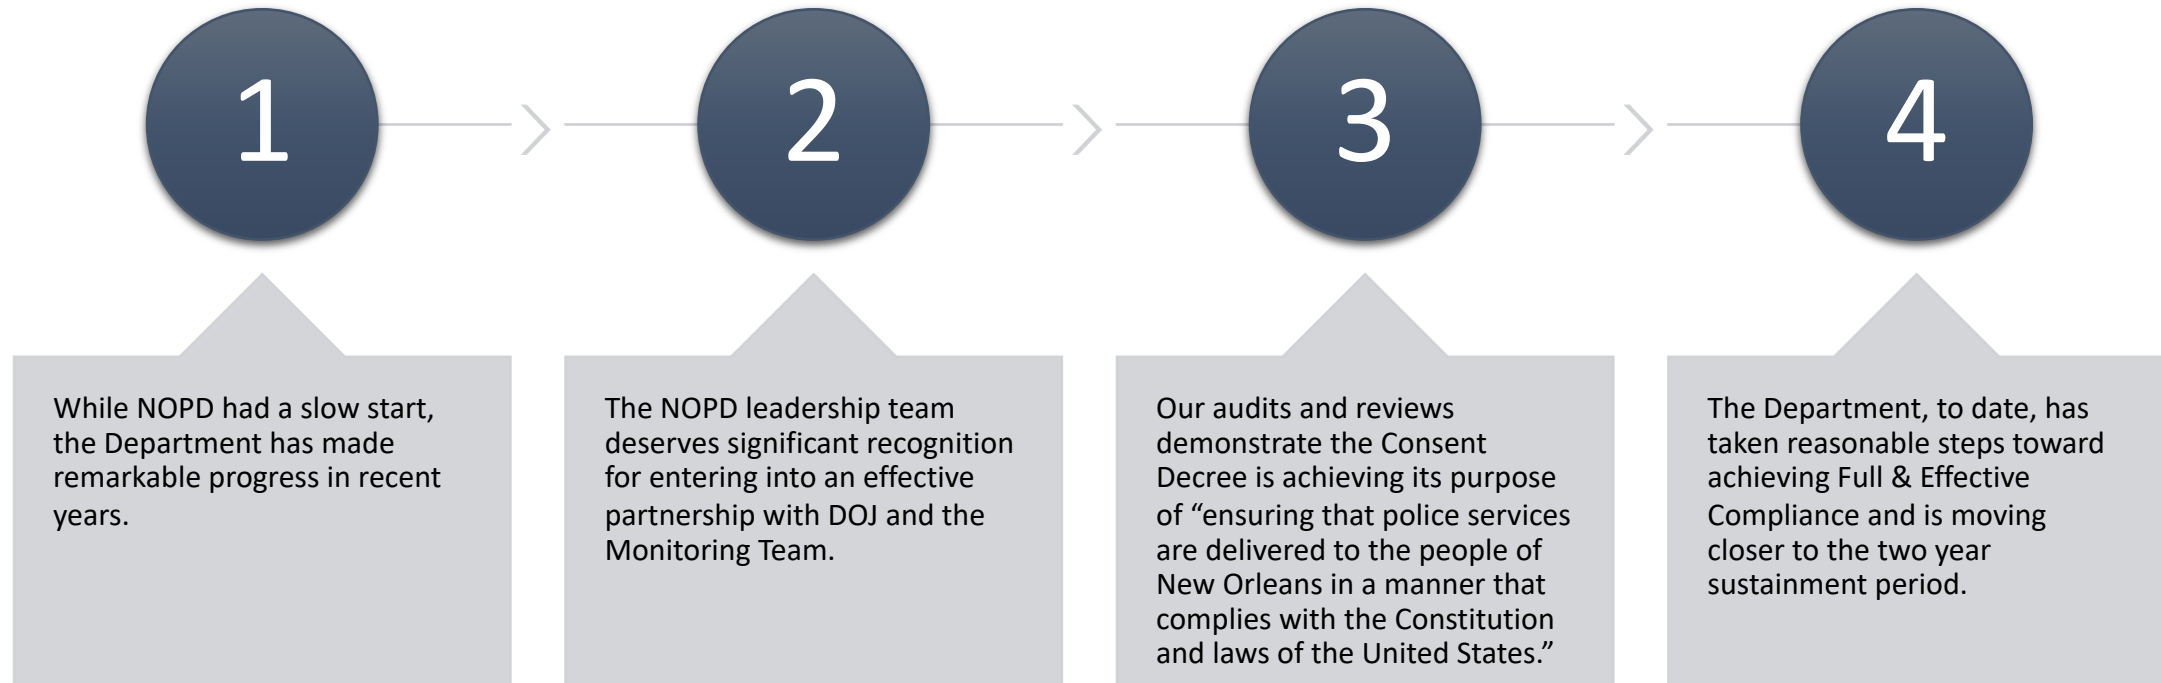 1
While NOPD had a slow start,
the Department has made
remarkable progress in recent
years.
2
The NOPD leadership team
deserves significant recognition
for entering into an effective
partnership with DOJ and the
Monitoring Team.
3
Our audits and reviews
demonstrate the Consent
Decree is achieving its purpose
of “ensuring that police services
are delivered to the people of
New Orleans in a manner that
complies with the Constitution
and laws of the United States.”
4
The Department, to date, has
taken reasonable steps toward
achieving Full & Effective
Compliance and is moving
closer to the two year
sustainment period.